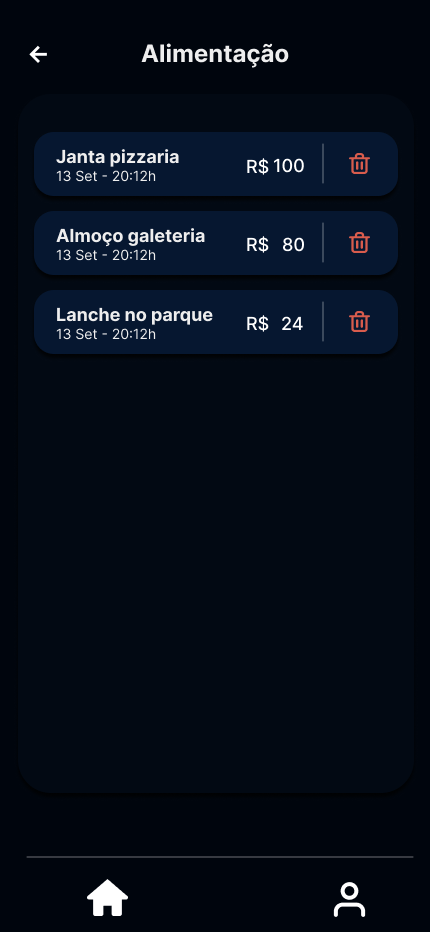 Alimentação
Janta pizzaria
13 Set - 20:12h
R$ 100
Almoço galeteria
13 Set - 20:12h
R$ 80
Lanche no parque
13 Set - 20:12h
R$ 24